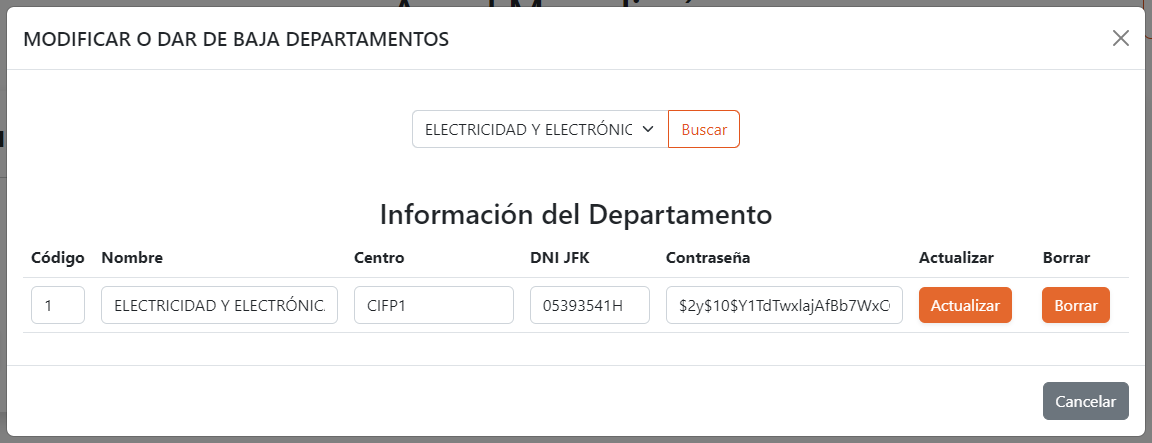 MODIFICAR O DAR DE BAJA DEPARTAMENTOS
ELECTRICIDAD Y ELECTRÓNIC
Buscar
Información del Departamento
Código Nombre Centro DNI JFK Contraseña Actualizar Borrar
1 ELECTRICIDAD Y ELECTRÓNIC. CIFP1 05393541H $2y$10$Y1TdTwxlajAfBb7WxC Actualizar Borrar
Cancelar